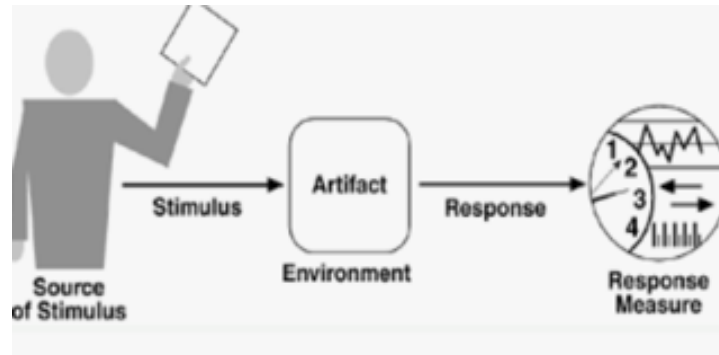 Source
of Stimulus
Stimulus
Artifact
Environment
Response
1
2
3
4
Response
Measure